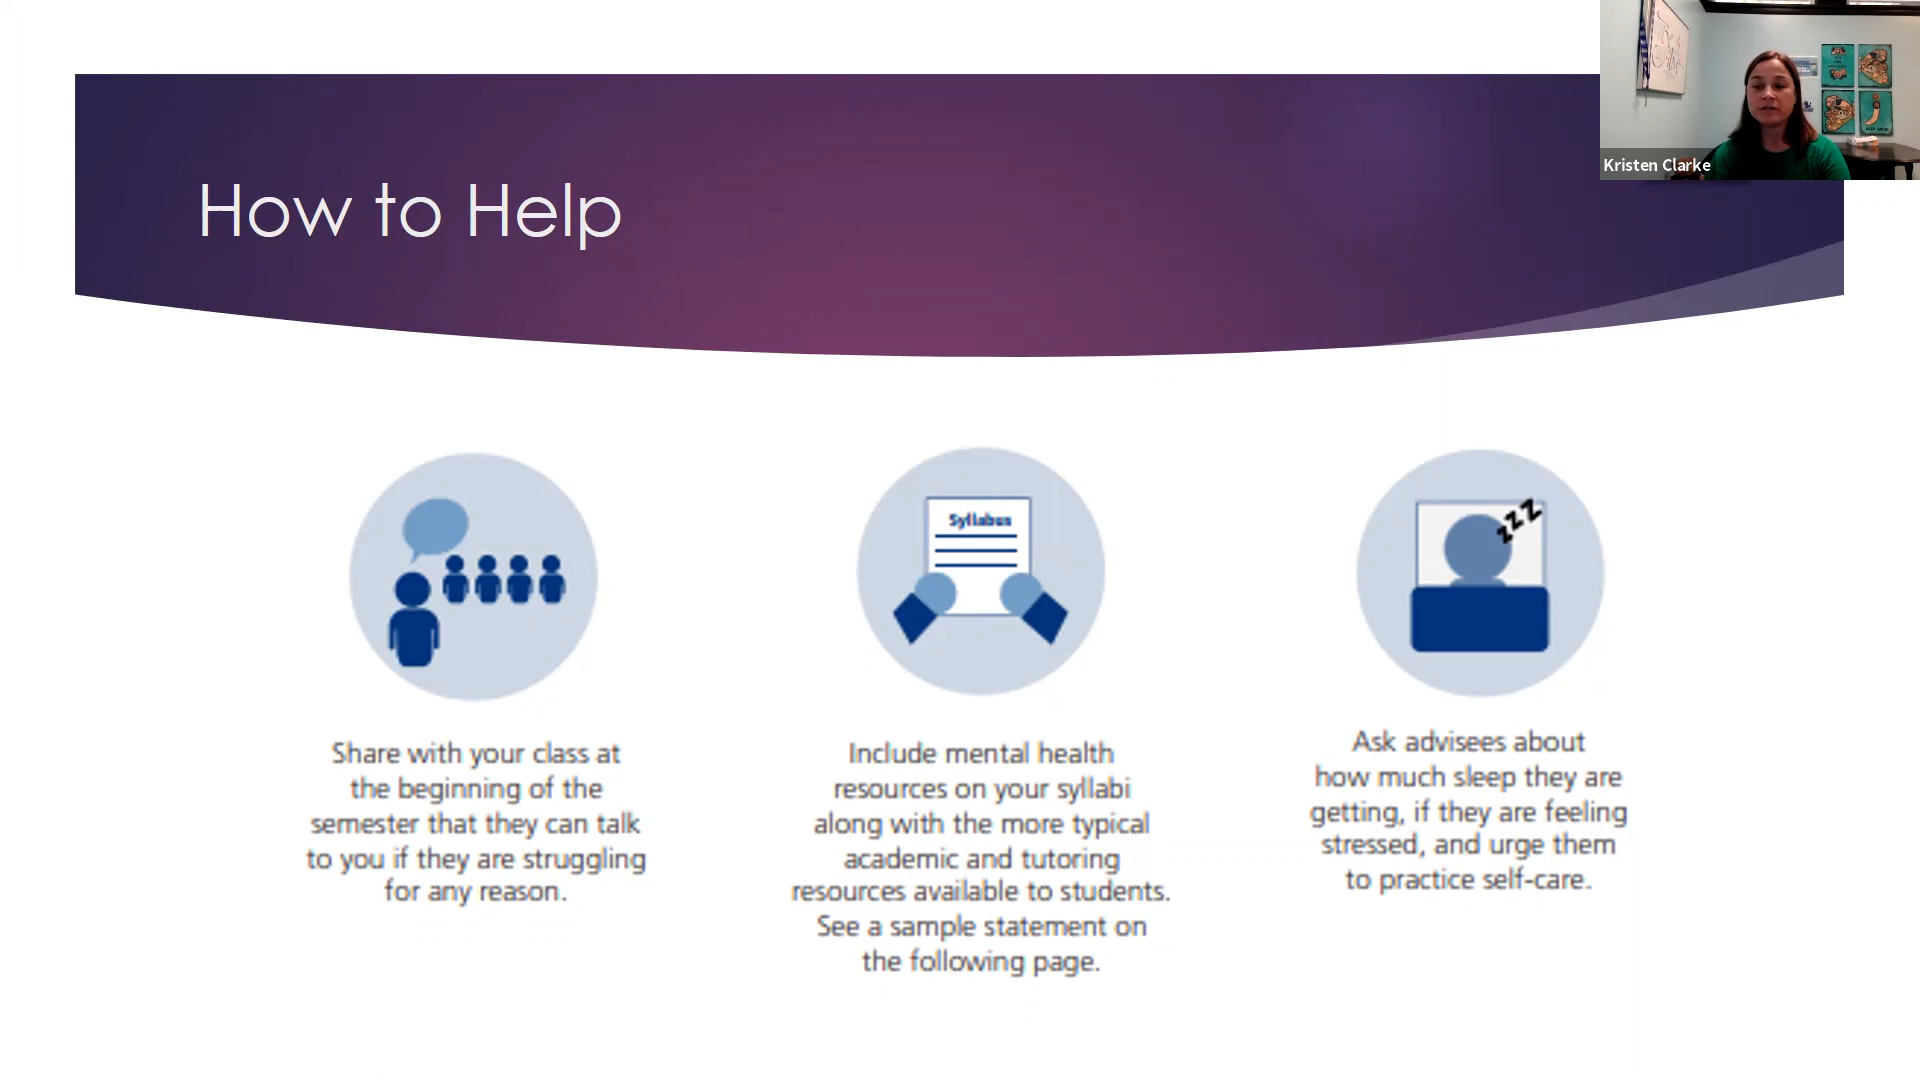 Kristen Clarke
How to Help
Syllabus
zzZ
Share with your class at
the beginning of the
semester that they can talk
to you if they are struggling
for any reason.
Include mental health
resources on your syllabi
along with the more typical
academic and tutoring
resources available to students.
See a sample statement on
the following page.
Ask advisees about
how much sleep they are
getting, if they are feeling
stressed, and urge them
to practice self-care.